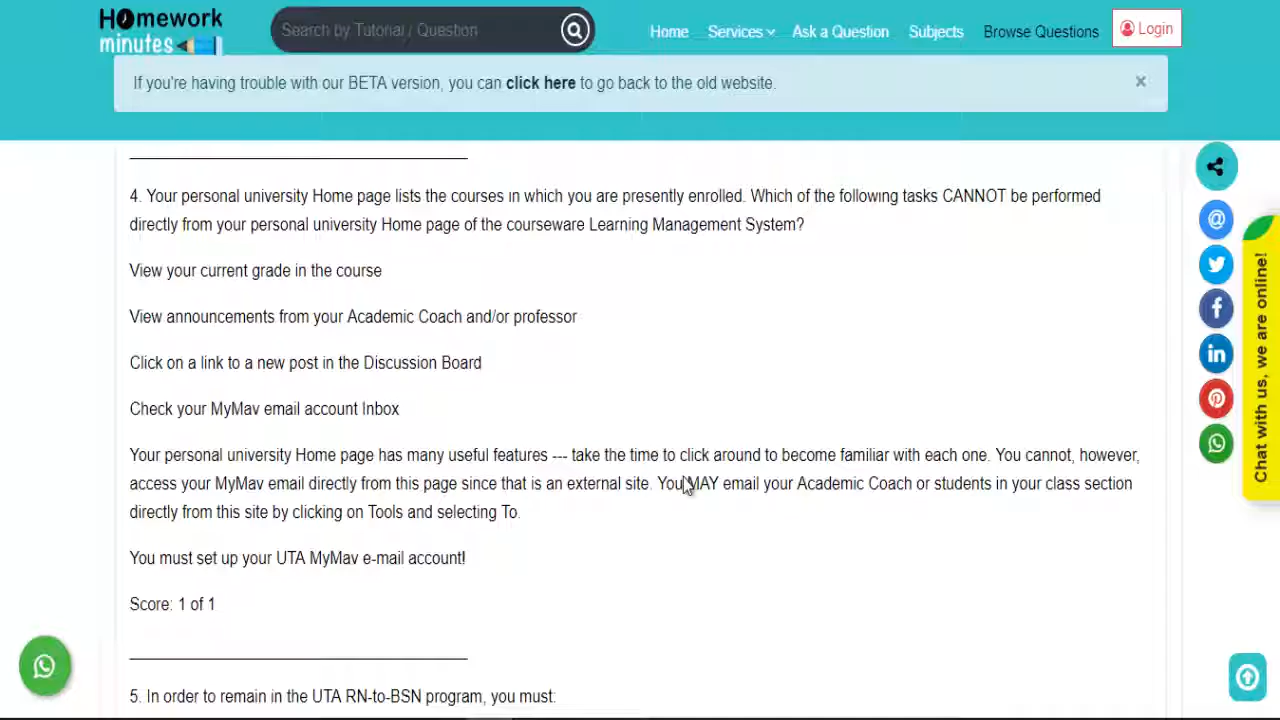 Homework
minutes
Search by Tutorial / Question
Home Services Ask a Question Subjects Browse Questions Login
If you're having trouble with our BETA version, you can click here to go back to the old website.
×
4. Your personal university Home page lists the courses in which you are presently enrolled. Which of the following tasks CANNOT be performed
directly from your personal university Home page of the courseware Learning Management System?
View your current grade in the course
View announcements from your Academic Coach and/or professor
Click on a link to a new post in the Discussion Board
Check your MyMav email account Inbox
Your personal university Home page has many useful features --- take the time to click around to become familiar with each one. You cannot, however,
access your MyMav email directly from this page since that is an external site. You MAY email your Academic Coach or students in your class section
directly from this site by clicking on Tools and selecting To.
You must set up your UTA MyMav e-mail account!
Score: 1 of 1
5. In order to remain in the UTA RN-to-BSN program, you must:
Chat with us, we are online!